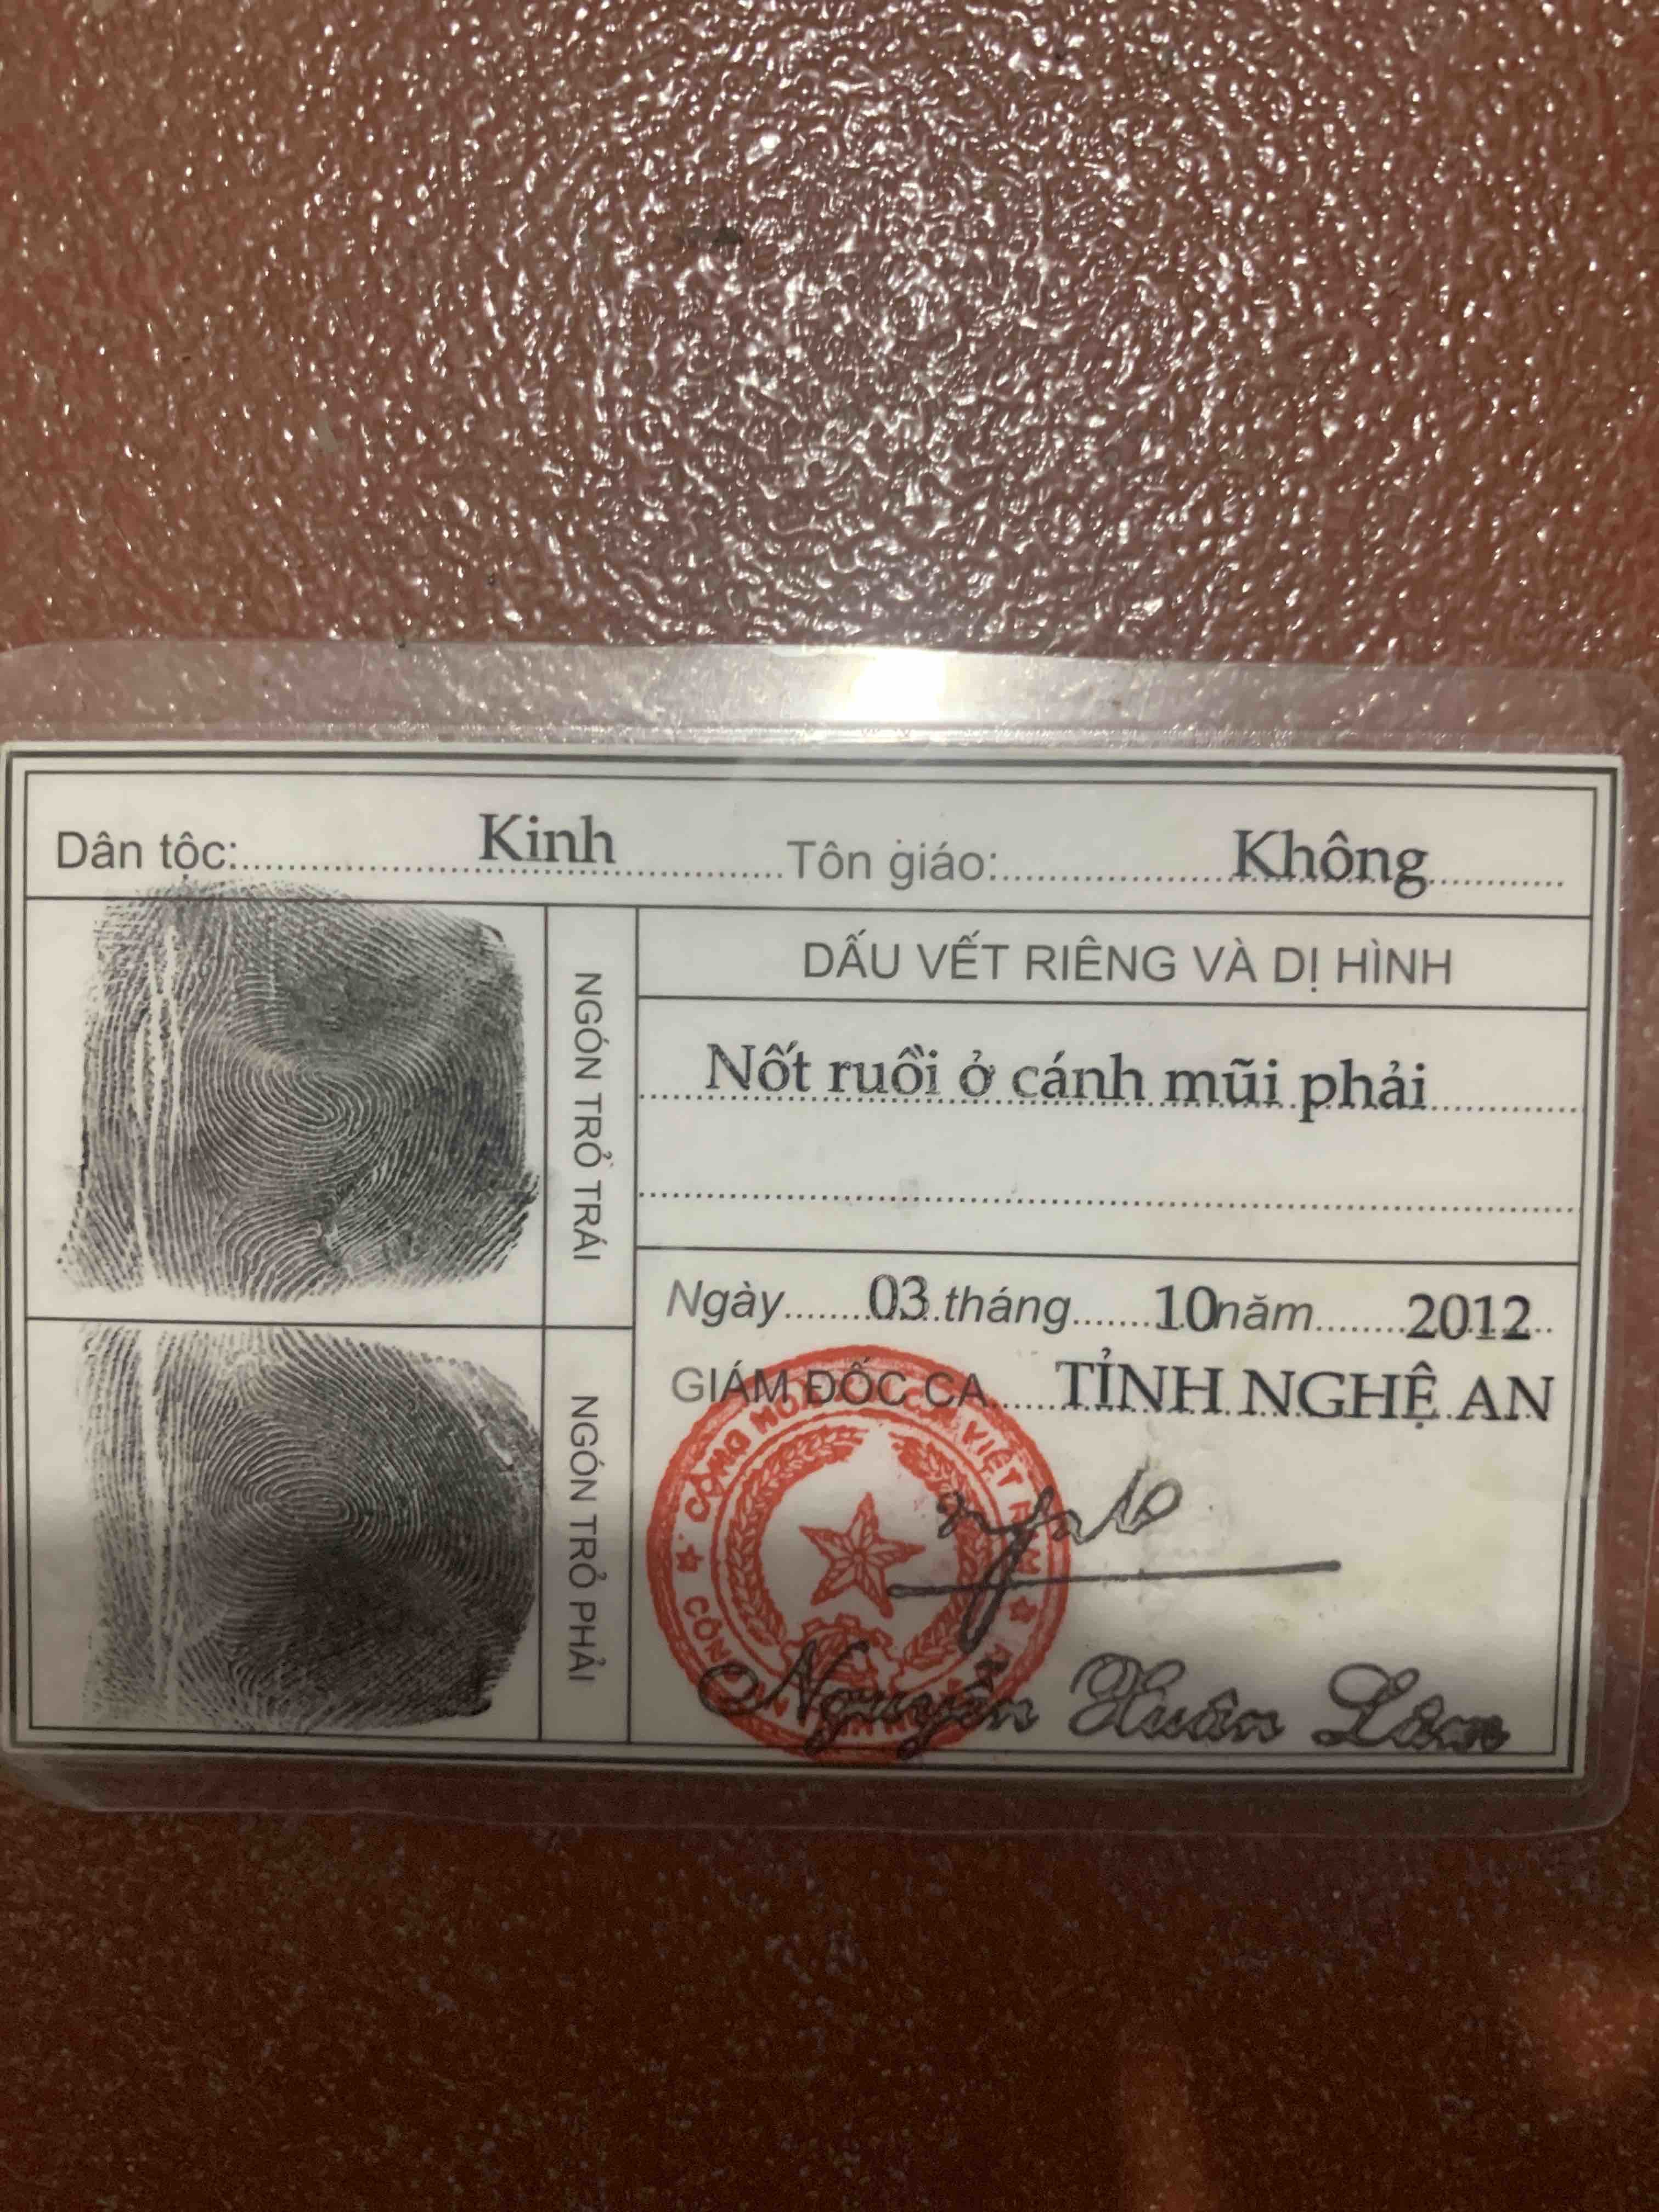 Dân tộc: Kinh Tôn giáo: Không
NGÓN TRỎ TRÁI
DẤU VẾT RIÊNG VÀ DỊ HÌNH
Nốt ruồi ở cánh mũi phải
Ngày 03 tháng 10 năm 2012
GIÁM ĐỐC CA TỈNH NGHỆ AN
NGÓN TRỎ PHẢI
Nguyễn Xuân Lâm